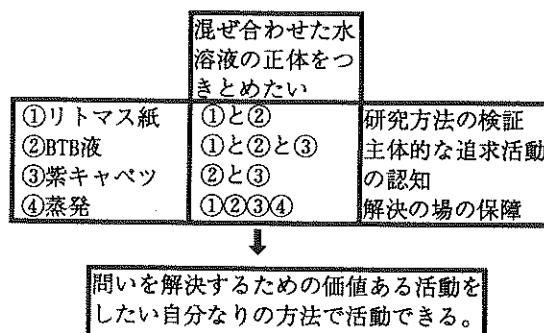 混ぜ合わせた水
溶液の正体をつ
きとめたい
①リトマス紙
②BTB液
③紫キャベツ
④蒸発
①と②
①と②と③
②と③
①②③④
研究方法の検証
主体的な追求活動
の認知
解決の場の保障
問いを解決するための価値ある活動を
したい自分なりの方法で活動できる。